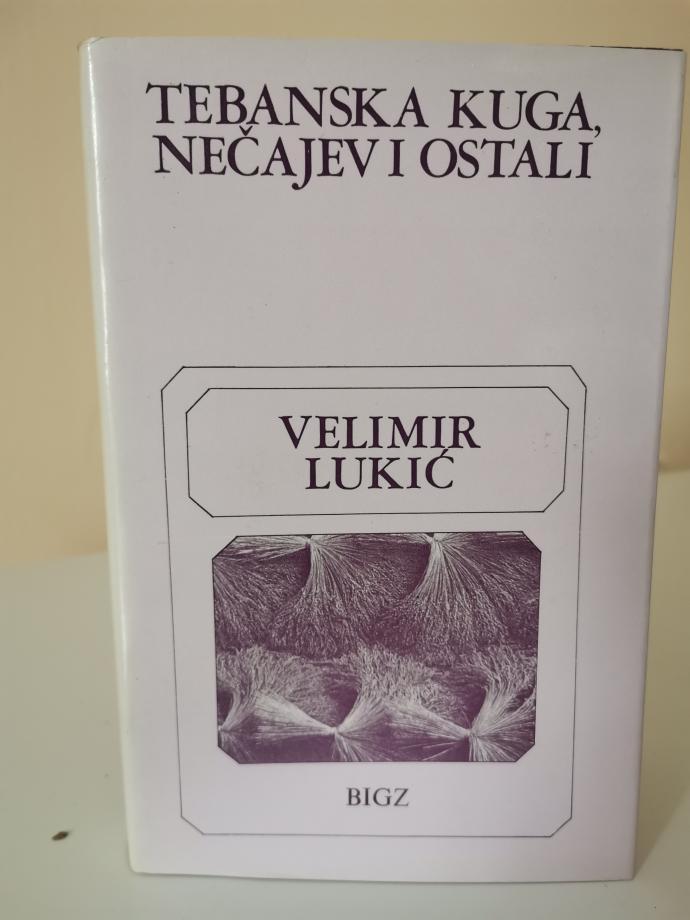 TEBANSKA KUGA,
NEČAJEV I OSTALI
VELIMIR
LUKIĆ
BIGZ